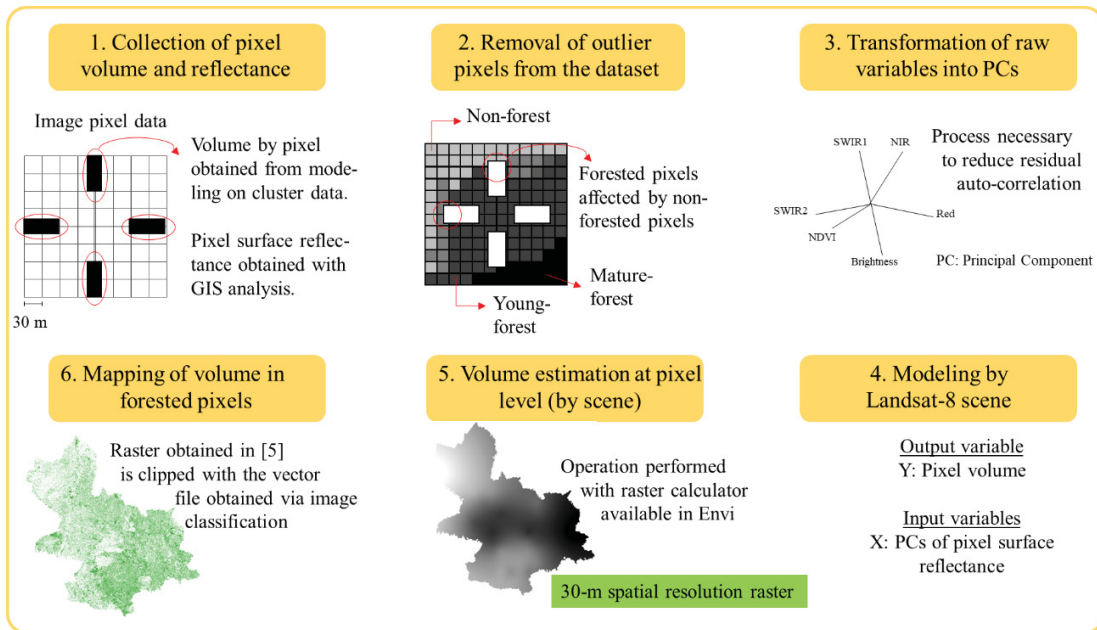 1. Collection of pixel
volume and reflectance
Image pixel data
Volume by pixel
obtained from mode-
ling on cluster data.
Pixel surface reflec-
tance obtained with
GIS analysis.
30 m
2. Removal of outlier
pixels from the dataset
Non-forest
Forested pixels
affected by non-
forested pixels
Mature-
forest
Young-
forest
3. Transformation of raw
variables into PCs
SWIR1
NIR
SWIR2
NDVI
Red
Brightness
Process necessary
to reduce residual
auto-correlation
PC: Principal Component
6. Mapping of volume in
forested pixels
Raster obtained in [5]
is clipped with the vector
file obtained via image
classification
5. Volume estimation at pixel
level (by scene)
Operation performed
with raster calculator
available in Envi
30-m spatial resolution raster
4. Modeling by
Landsat-8 scene
Output variable
Y: Pixel volume
Input variables
X: PCs of pixel surface
reflectance